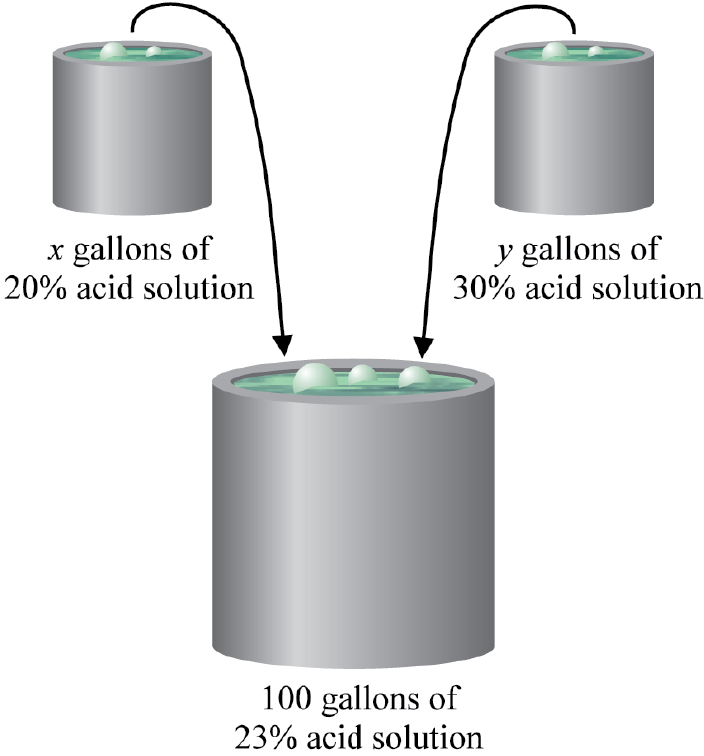 x gallons of
20% acid solution
y gallons of
30% acid solution
100 gallons of
23% acid solution